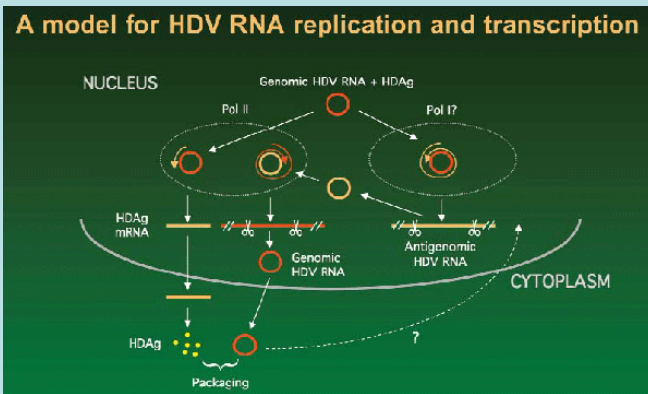 A model for HDV RNA replication and transcription
NUCLEUS
Genomic HDV RNA + HDAg
Pol II
Pol I?
HDAg
mRNA
Genomic
HDV RNA
Antigenomic
HDV RNA
CYTOPLASM
HDAg
?
Packaging